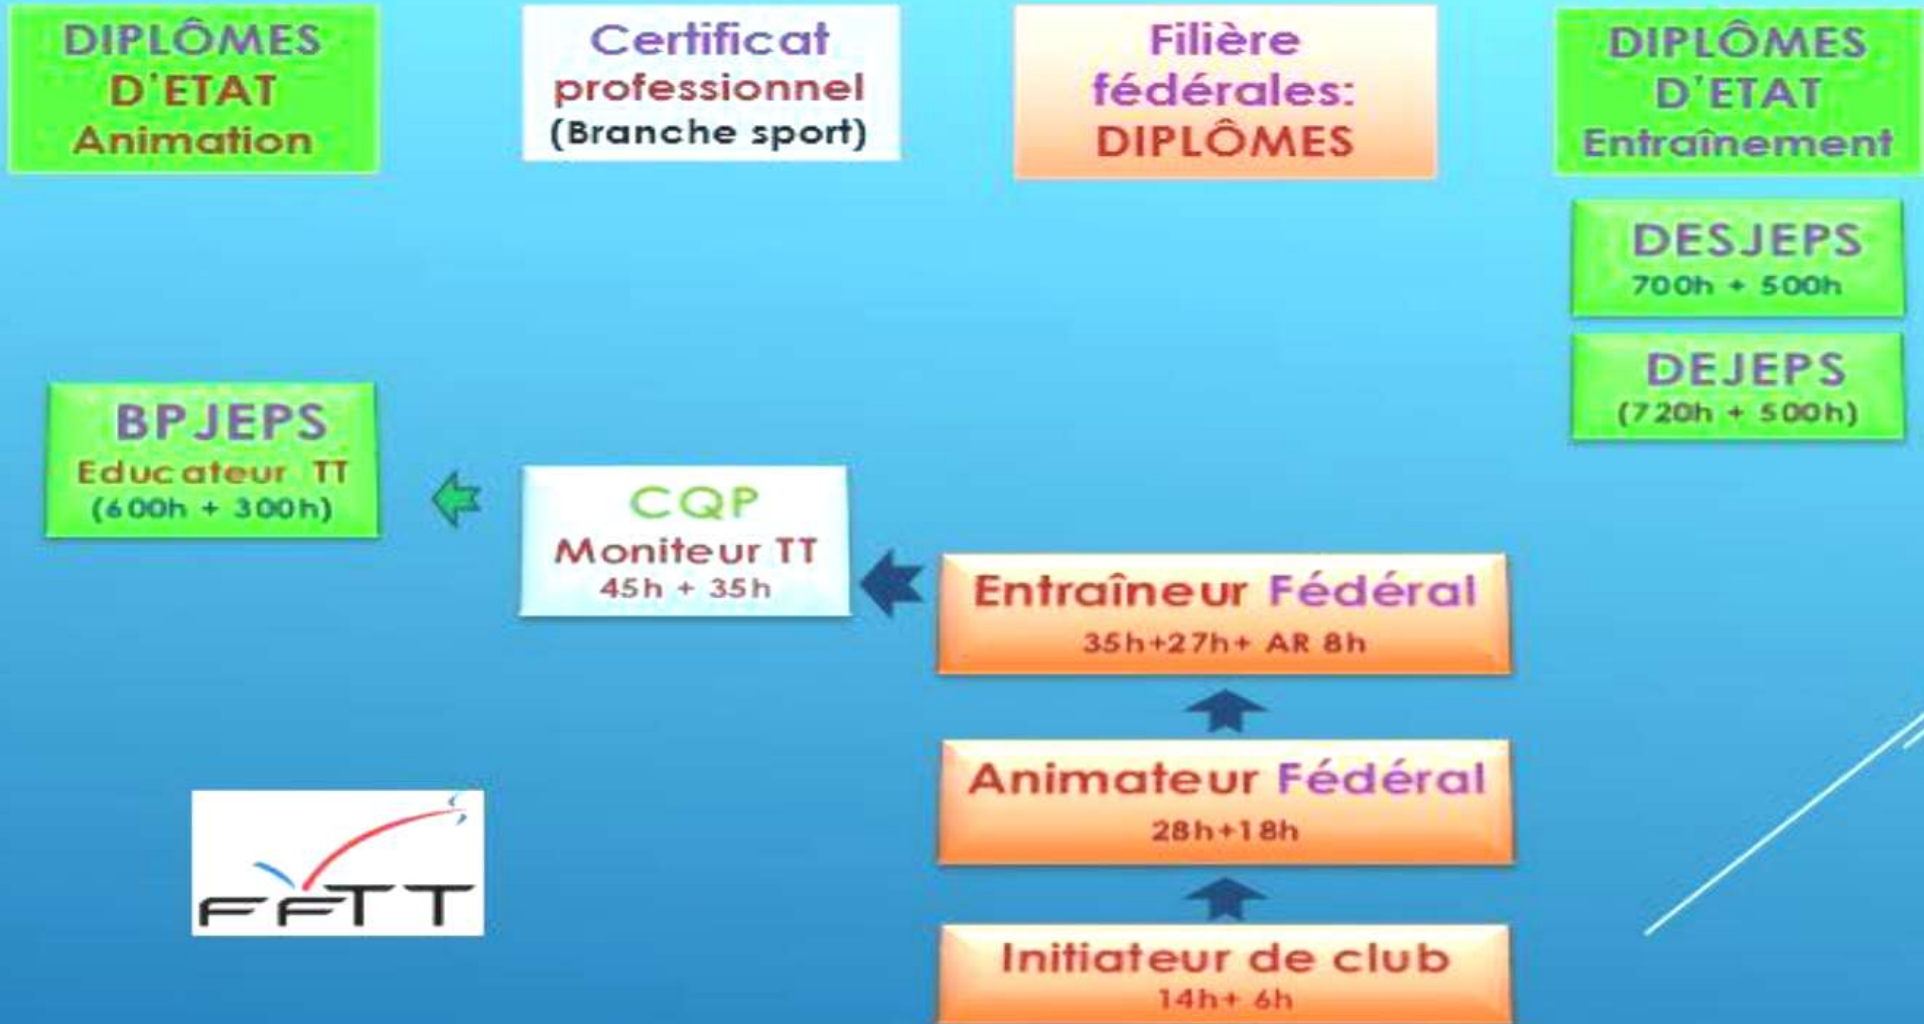 DIPLÔMES
D'ETAT
Animation
Certificat
professionnel
(Branche sport)
Filière
fédérales:
DIPLÔMES
DIPLÔMES
D'ETAT
Entraînement
DESJEPS
700h + 500h
DEJEPS
(720h + 500h)
BPJEPS
Educateur TT
(600h + 300h)
CQP
Moniteur TT
45h + 35h
Entraîneur Fédéral
35h+27h+ AR 8h
Animateur Fédéral
28h+18h
FFTT
Initiateur de club
14h+ 6h